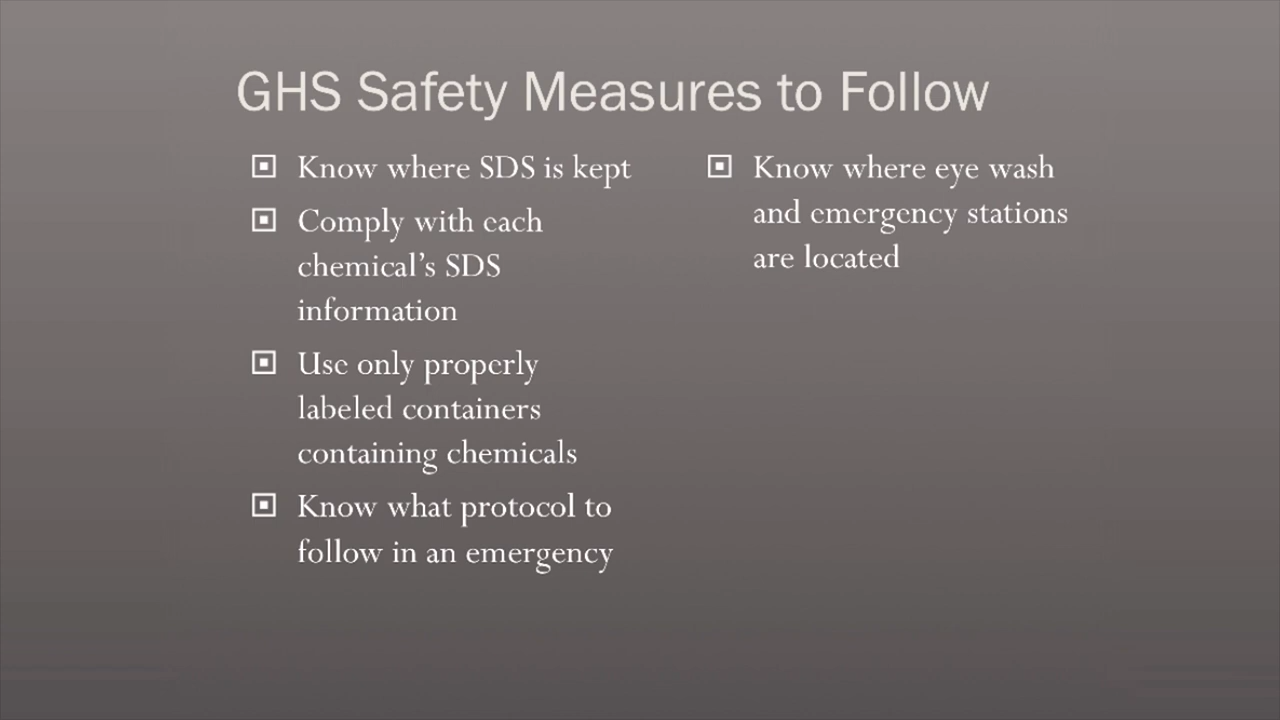 GHS Safety Measures to Follow
Know where SDS is kept
Comply with each
chemical’s SDS
information
Use only properly
labeled containers
containing chemicals
Know what protocol to
follow in an emergency
Know where eye wash
and emergency stations
are located